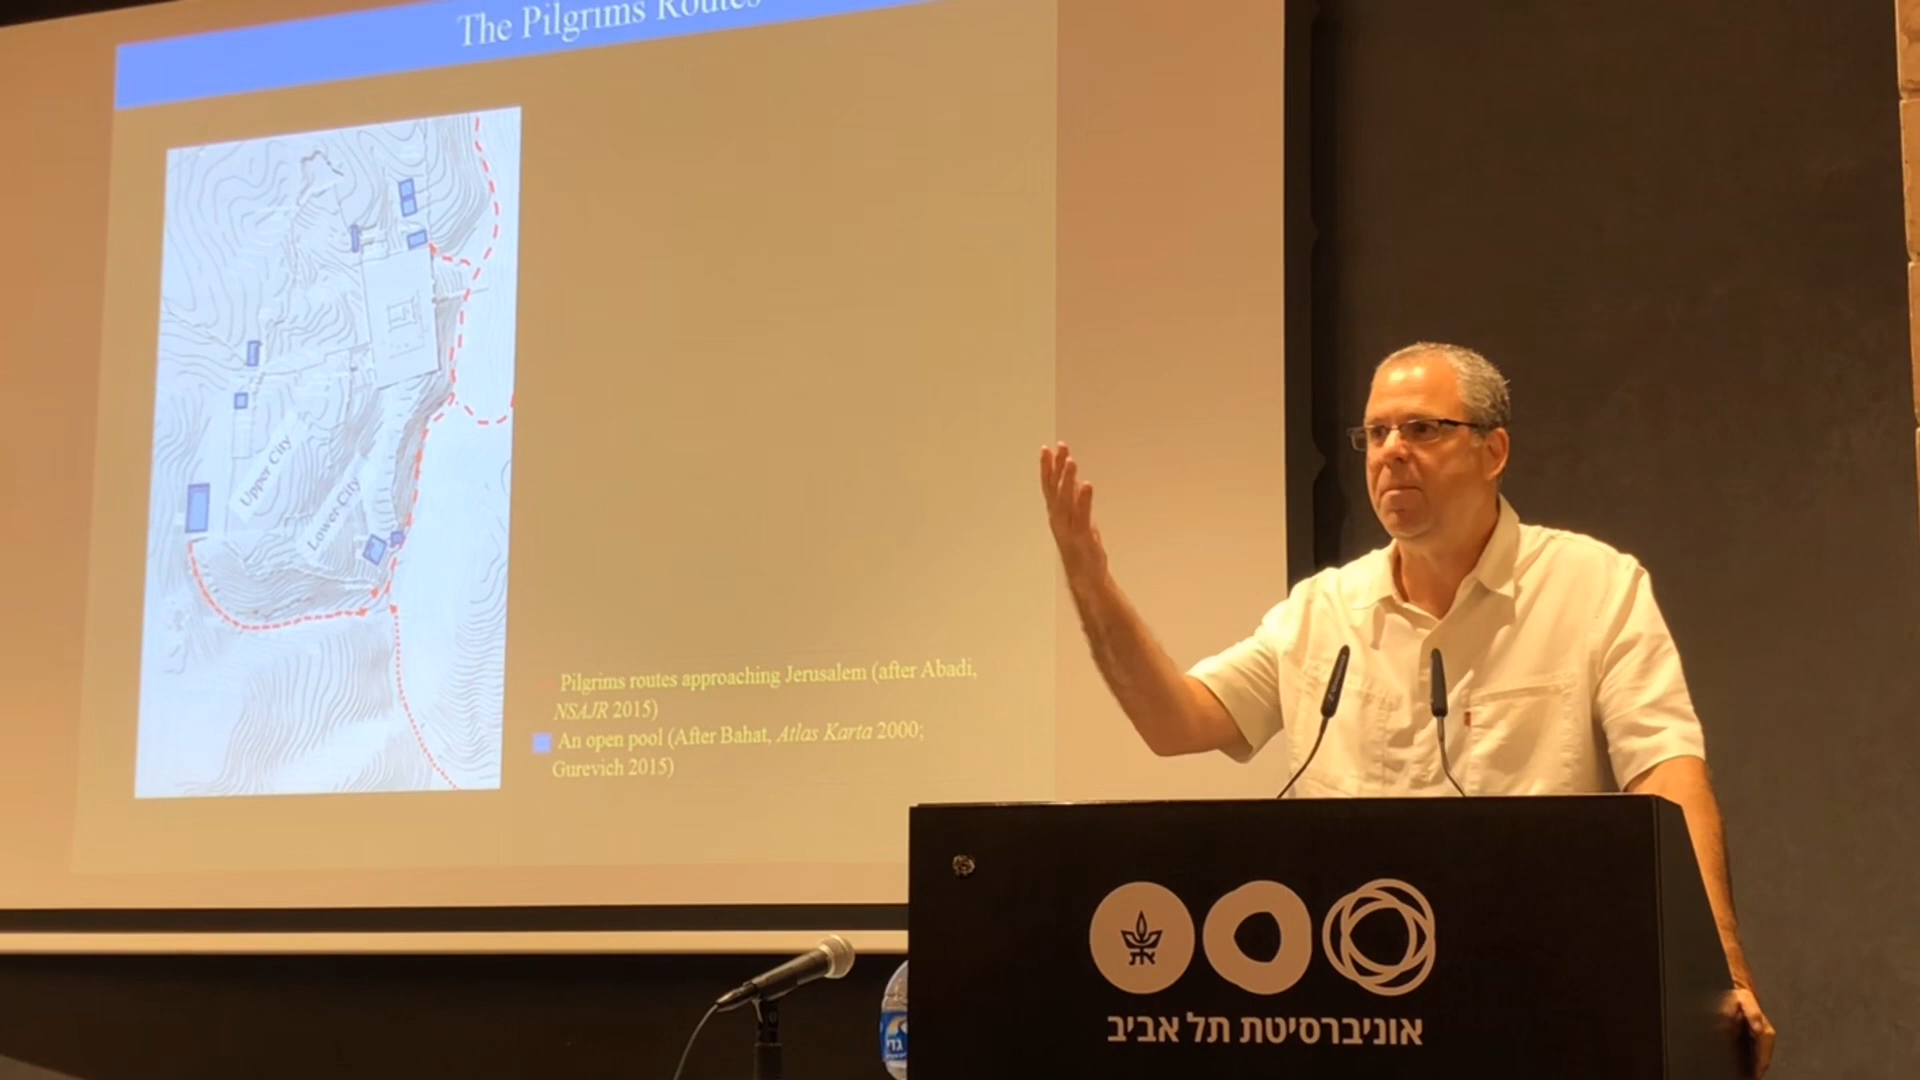 The Pilgrims Routes
Upper City
Lower City
Pilgrims routes approaching Jerusalem (after Abadi,
NSAJR 2015)
An open pool (After Bahat, Atlas Karta 2000;
Gurevich 2015)
את
אוניברסיטת תל אביב